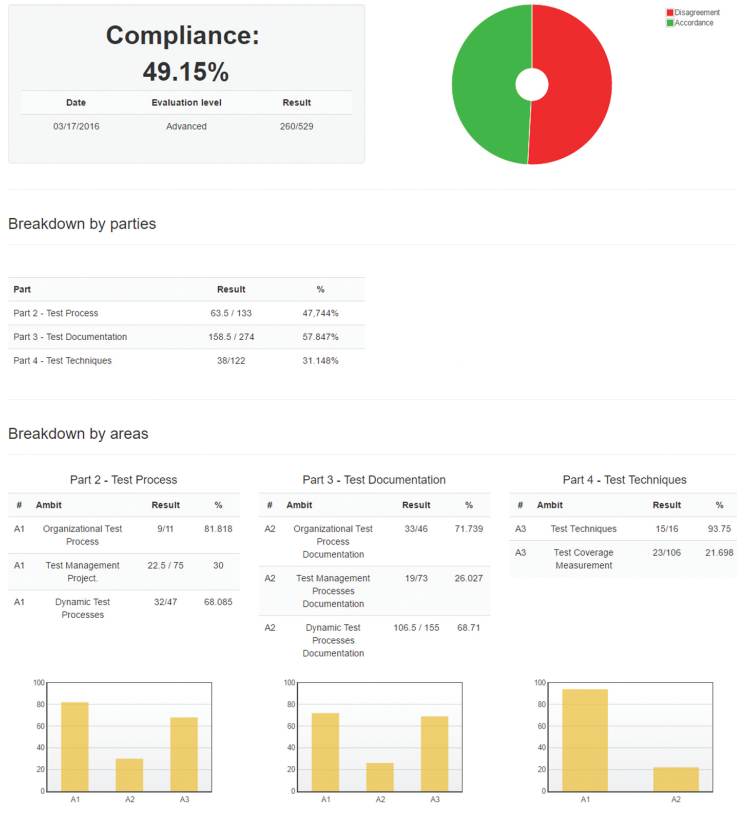 Compliance:
49.15%
Date Evaluation level Result
03/17/2016 Advanced 260/529
Disagreement
Accordance
Breakdown by parties
Part Result %
Part 2 - Test Process 63.5 / 133 47,744%
Part 3 - Test Documentation 158.5 / 274 57.847%
Part 4 - Test Techniques 38/122 31.148%
Breakdown by areas
Part 2 - Test Process
# Ambit Result %
A1 Organizational Test 9/11 81.818
Process
A1 Test Management 22.5 / 75 30
Project.
A1 Dynamic Test 32/47 68.085
Processes
Part 3 - Test Documentation
# Ambit Result %
A2 Organizational Test 33/46 71.739
Process
Documentation
A2 Test Management 19/73 26.027
Processes
Documentation
A2 Dynamic Test 106.5 / 155 68.71
Processes
Documentation
Part 4 - Test Techniques
# Ambit Result %
A3 Test Techniques 15/16 93.75
A3 Test Coverage 23/106 21.698
Measurement
100
80
60
40
20
0
A1 A2 A3
100
80
60
40
20
0
A1 A2 A3
100
80
60
40
20
0
A1 A2